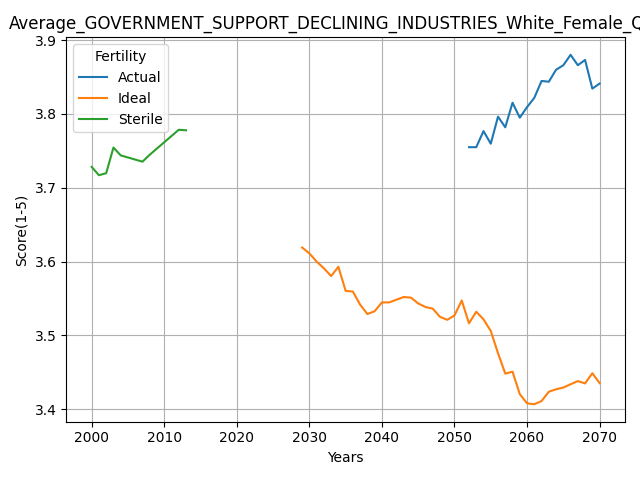 Average_GOVERNMENT_SUPPORT_DECLINING_INDUSTRIES_White_Female_Q
Fertility
Actual
Ideal
Sterile
3.9
3.8
3.7
3.6
3.5
3.4
Score(1-5)
2000 2010 2020 2030 2040 2050 2060 2070
Years